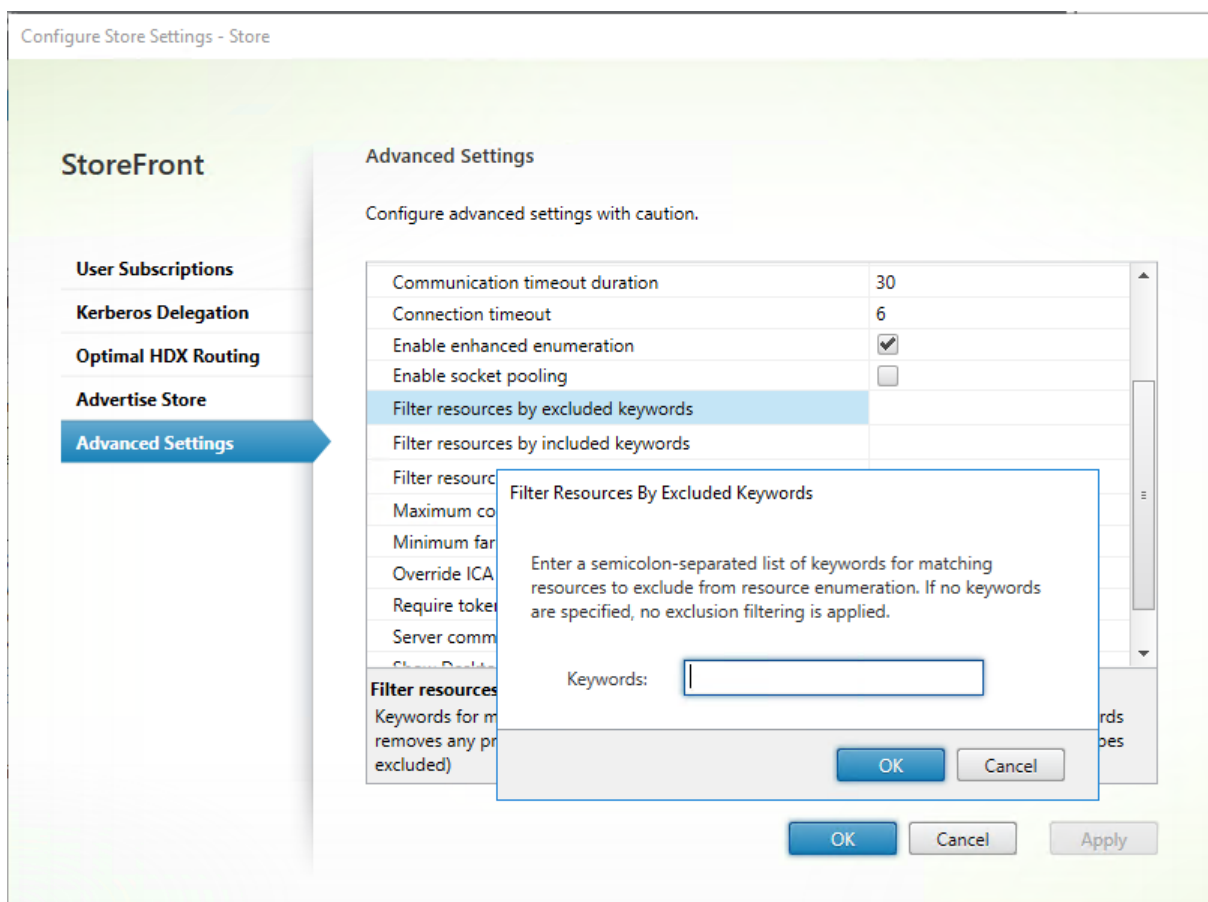 Configure Store Settings - Store
StoreFront
User Subscriptions
Kerberos Delegation
Optimal HDX Routing
Advertise Store
Advanced Settings
Advanced Settings
Configure advanced settings with caution.
Communication timeout duration 30
Connection timeout 6
Enable enhanced enumeration
Enable socket pooling
Filter resources by excluded keywords
Filter resources by included keywords
Filter resourc
Maximum co
Minimum far
Override ICA
Require token
Server comm
Filter resources
Keywords for m rds
removes any pr pes
excluded)
Filter Resources By Excluded Keywords
Enter a semicolon-separated list of keywords for matching
resources to exclude from resource enumeration. If no keywords
are specified, no exclusion filtering is applied.
Keywords:
OK Cancel
OK Cancel Apply